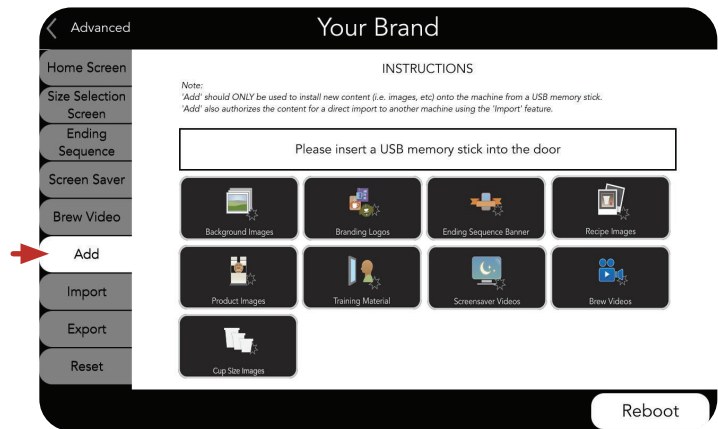 Advanced
Your Brand
Home Screen
Size Selection
Screen
Ending
Sequence
Screen Saver
Brew Video
Add
Import
Export
Reset
INSTRUCTIONS
Note:
'Add' should ONLY be used to install new content (i.e. images, etc) onto the machine from a USB memory stick.
'Add' also authorizes the content for a direct import to another machine using the 'Import' feature.
Please insert a USB memory stick into the door
Background Images
Branding Logos
Ending Sequence Banner
Recipe Images
Product Images
Training Material
Screensaver Videos
Brew Videos
Cup Size Images
Reboot